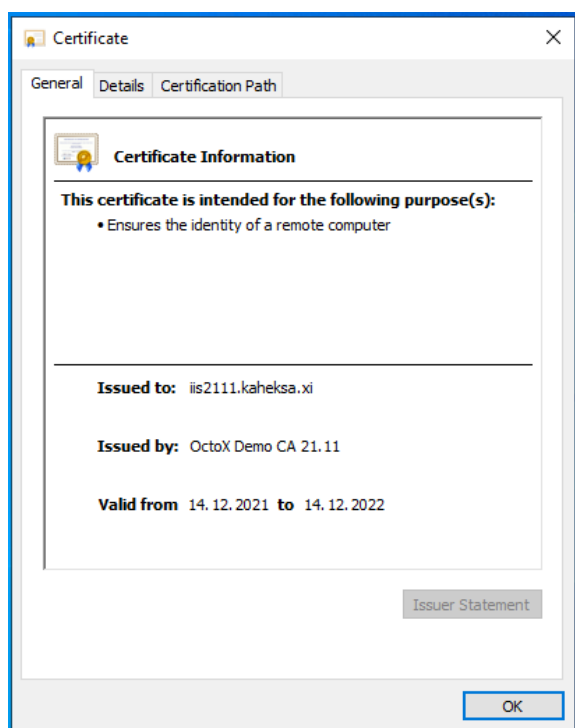 Certificate
General Details Certification Path
Certificate Information
This certificate is intended for the following purpose(s):
• Ensures the identity of a remote computer
Issued to: iis2111.kaheksa.xi
Issued by: OctoX Demo CA 21.11
Valid from 14. 12. 2021 to 14. 12. 2022
Issuer Statement
OK